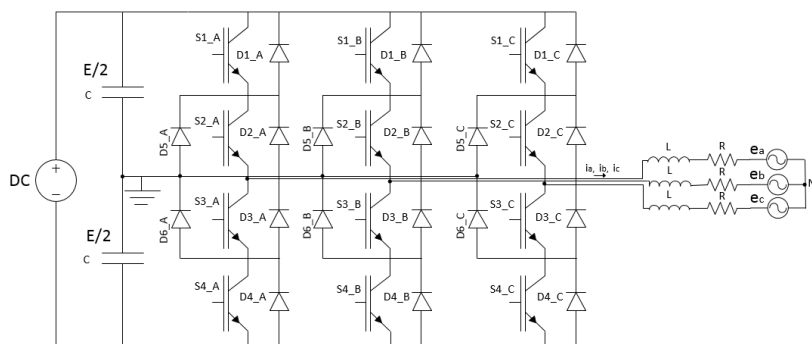 S1_A
D1_A
S1_B
D1_B
S1_C
D1_C
E/2
C
S2_A
D2_A
D5_A
S2_B
D2_B
D5_B
S2_C
D2_C
D5_C
DC
ia, ib, ic
L
R
ea
L
R
eb
N
L
R
ec
S3_A
D3_A
D6_A
S3_B
D3_B
D6_B
S3_C
D3_C
D6_C
E/2
C
S4_A
D4_A
S4_B
D4_B
S4_C
D4_C